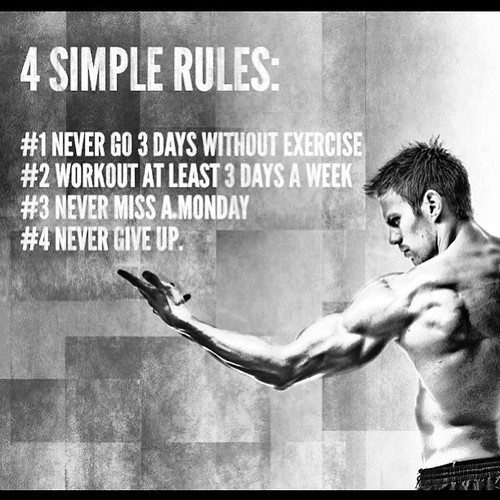 4 SIMPLE RULES:
#1 NEVER GO 3 DAYS WITHOUT EXERCISE
#2 WORKOUT AT LEAST 3 DAYS A WEEK
#3 NEVER MISS A MONDAY
#4 NEVER GIVE UP.